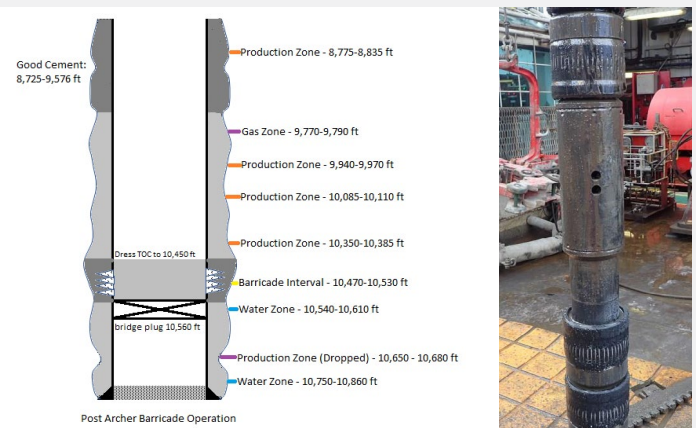 Good Cement:
8,725-9,576 ft
Production Zone - 8,775-8,835 ft
Gas Zone - 9,770-9,790 ft
Production Zone - 9,940-9,970 ft
Production Zone - 10,085-10,110 ft
Production Zone - 10,350-10,385 ft
Dress TOC to 10,450 ft
Barricade Interval - 10,470-10,530 ft
Water Zone - 10,540-10,610 ft
bridge plug 10,560 ft
Production Zone (Dropped) - 10,650 - 10,680 ft
Water Zone - 10,750-10,860 ft
Post Archer Barricade Operation